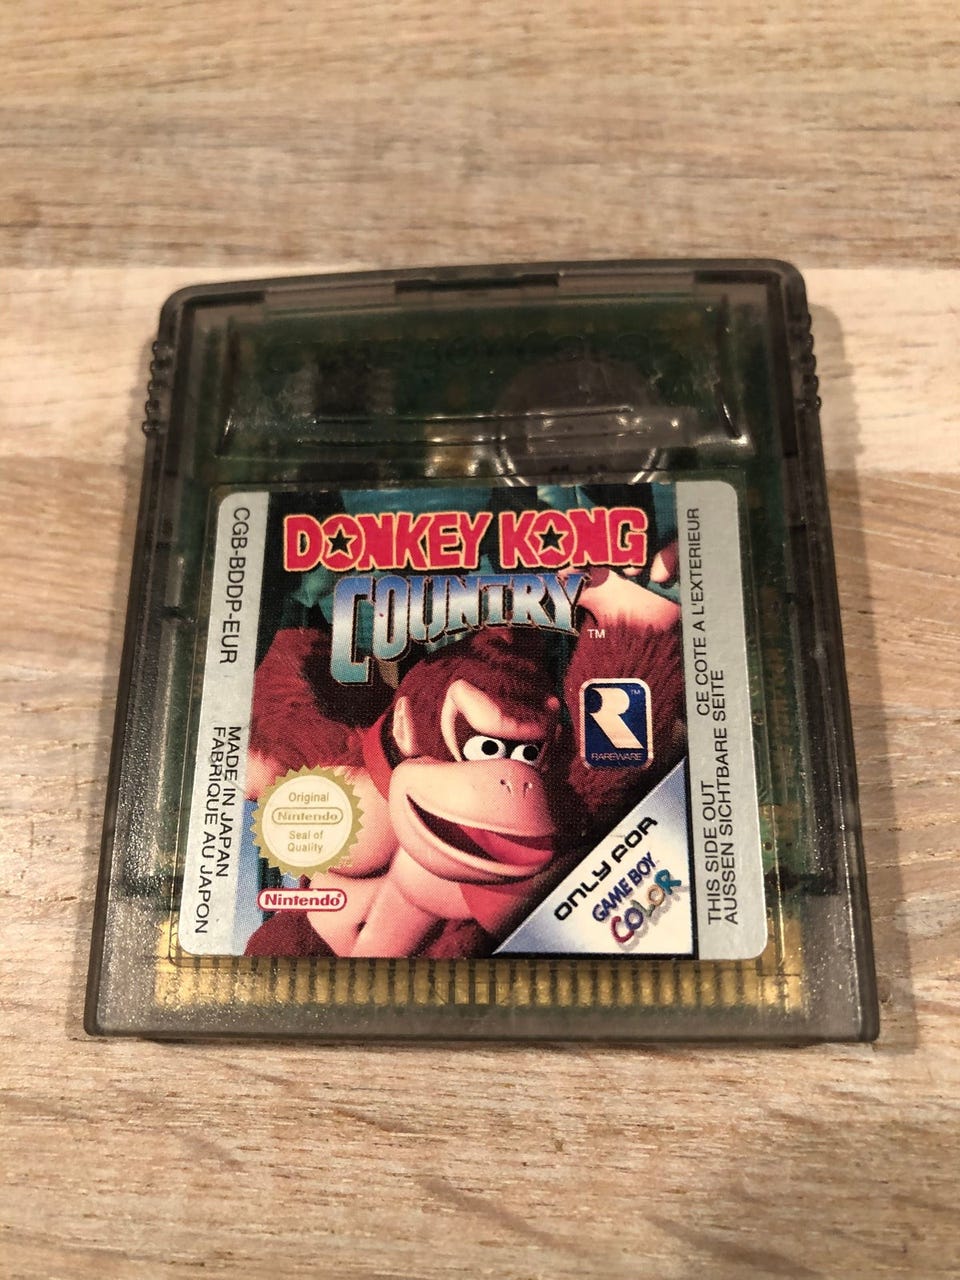 DONKEY KONG
COUNTRY
TM
CGB-BDDP-EUR
MADE IN JAPAN
FABRIQUE AU JAPON
TM
RAREWARE
Original
Nintendo
Seal of
Quality
Nintendo
ONLY FOR
GAME BOY
COLOR
THIS SIDE OUT CE COTE A L'EXTERIEUR
AUSSEN SICHTBARE SEITE